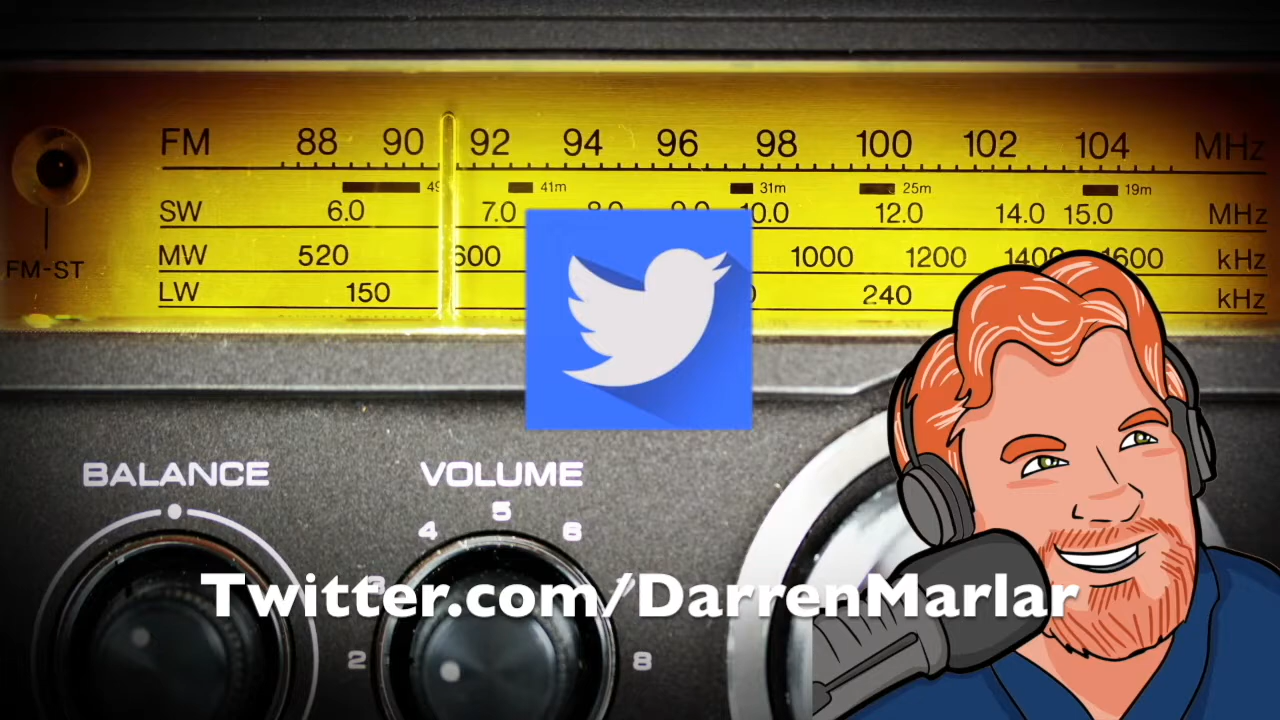 FM 88 90 92 94 96 98 100 102 104 MHz
41m 31m 25m 19m
SW 6.0 7.0 12.0 14.0 15.0 MHz
MW 520 600 1000 1200 1600 kHz
LW 150 240 kHz
FM-ST
BALANCE VOLUME
4 5 6
2 8
Twitter.com/DarrenMarlar